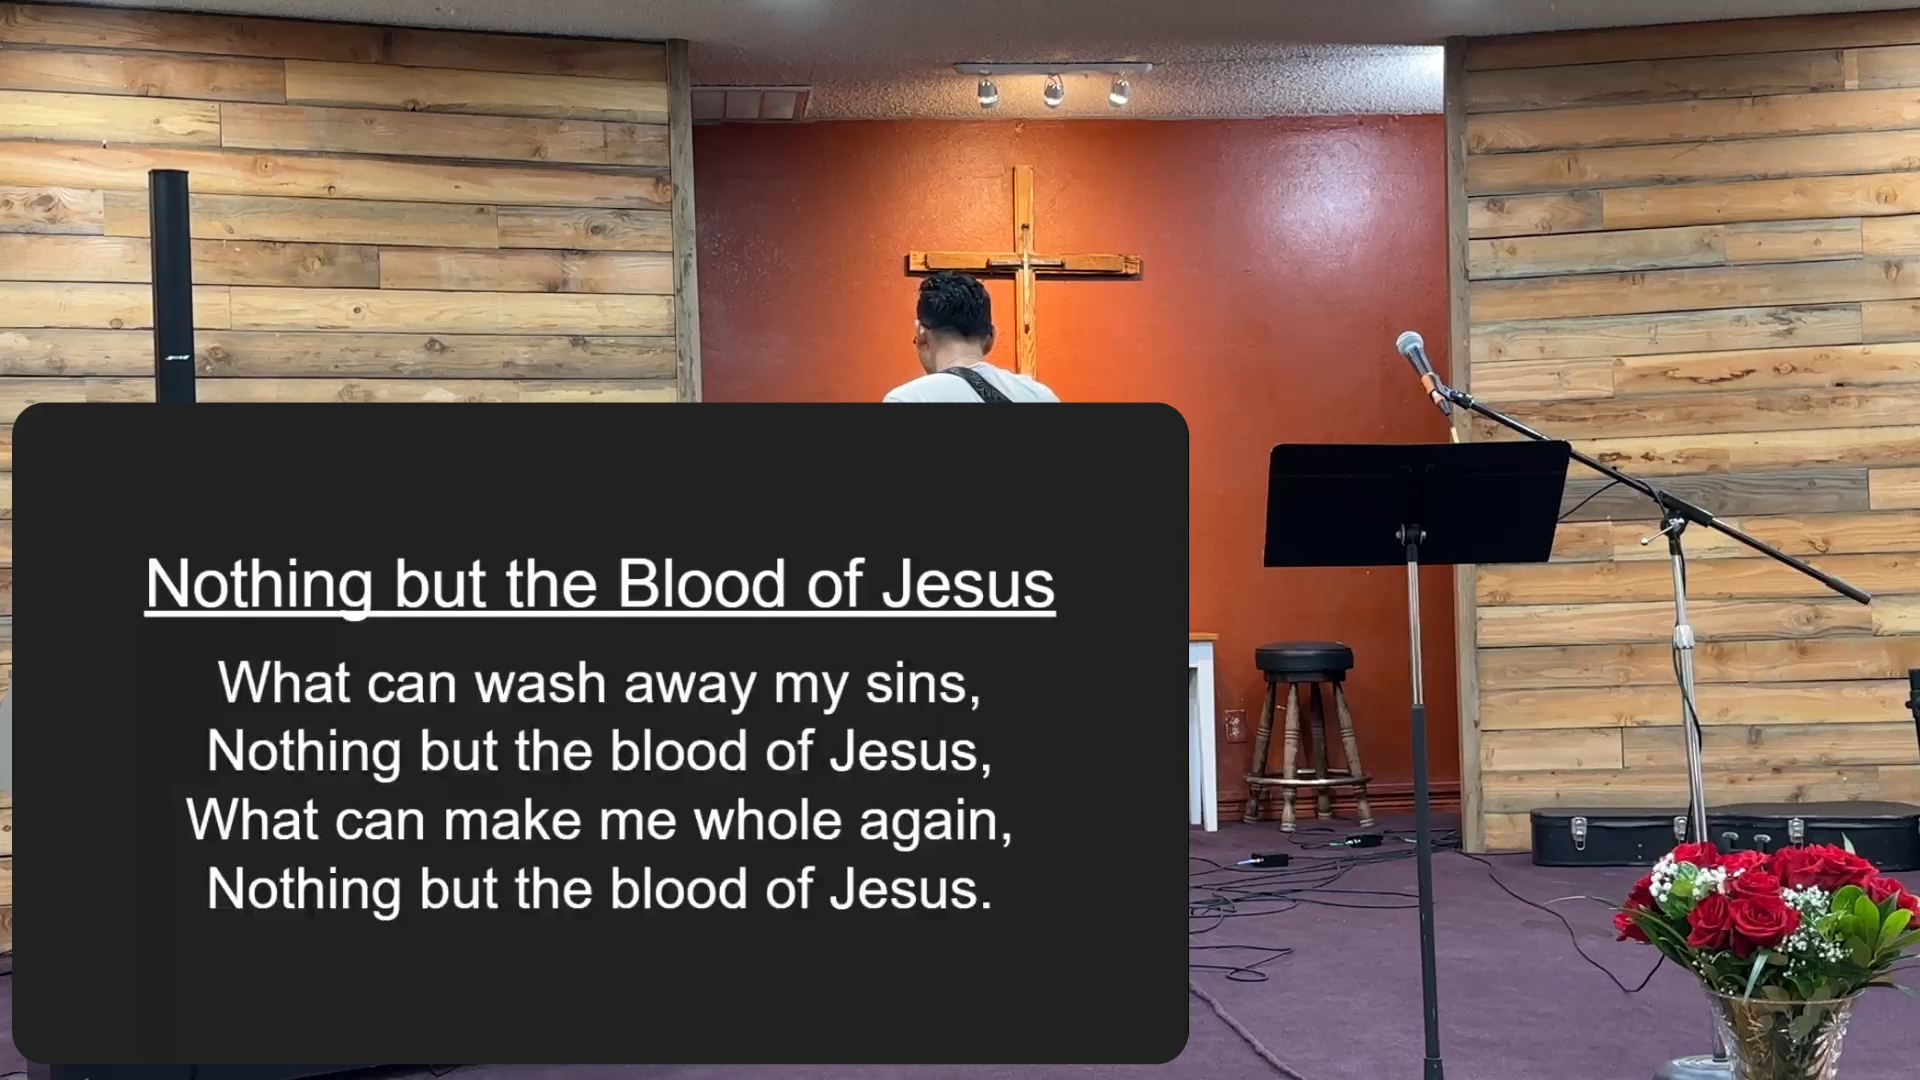 Nothing but the Blood of Jesus
What can wash away my sins,
Nothing but the blood of Jesus,
What can make me whole again,
Nothing but the blood of Jesus.